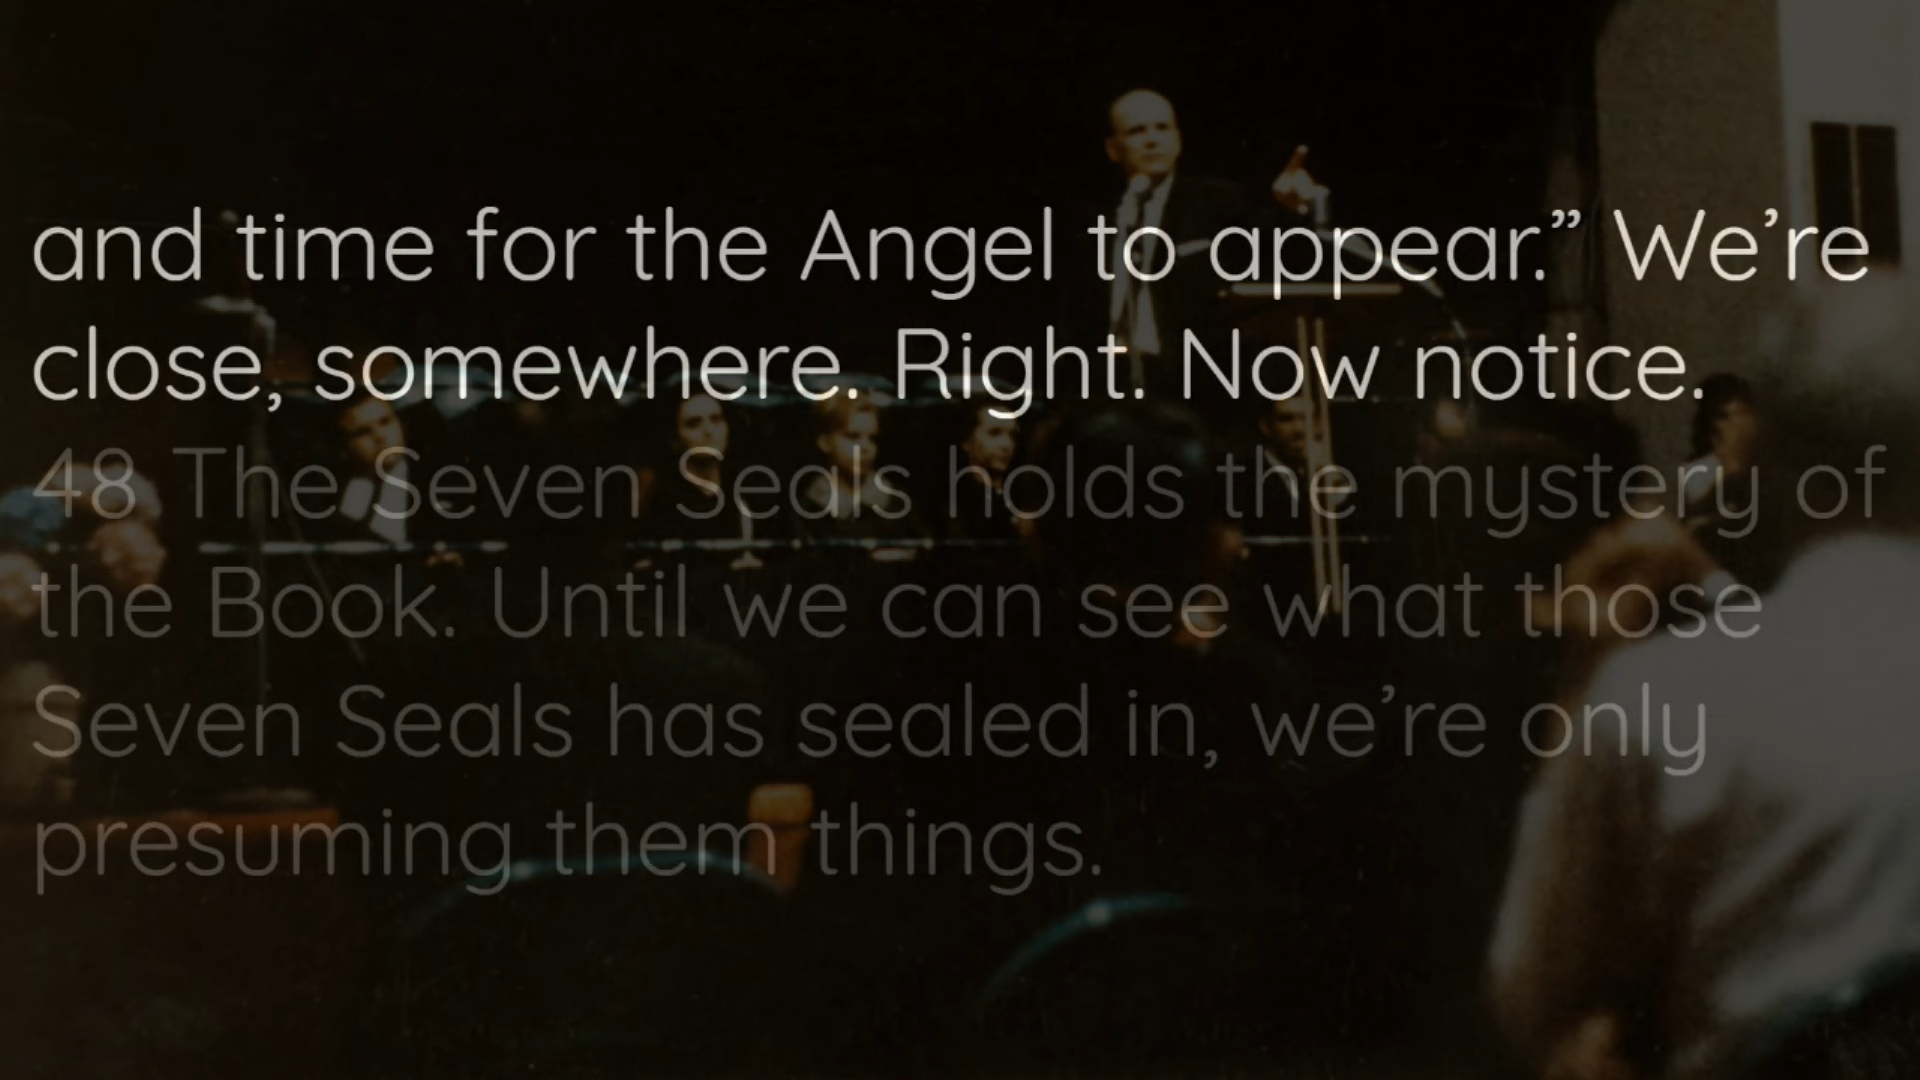 and time for the Angel to appear.” We’re
close, somewhere. Right. Now notice.
48 The Seven Seals holds the mystery of
the Book. Until we can see what those
Seven Seals has sealed in, we’re only
presuming them things.